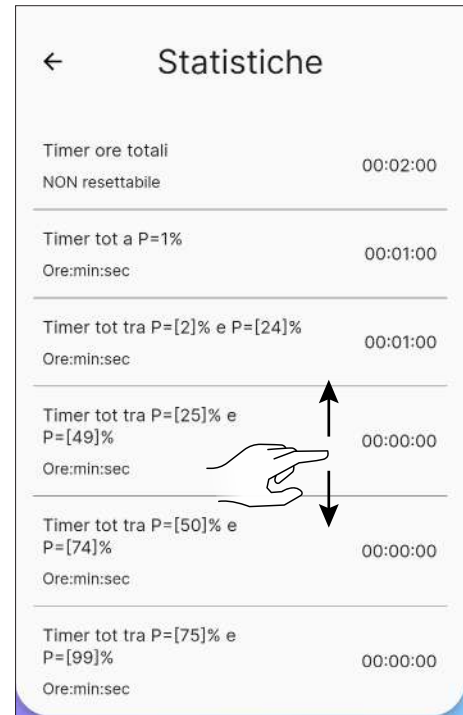 Statistiche
Timer ore totali
NON resettabile
00:02:00
Timer tot a P=1%
Ore:min:sec
00:01:00
Timer tot tra P=[2]% e P=[24]%
Ore:min:sec
00:01:00
Timer tot tra P=[25]% e
P=[49]%
Ore:min:sec
00:00:00
Timer tot tra P=[50]% e
P=[74]%
Ore:min:sec
00:00:00
Timer tot tra P=[75]% e
P=[99]%
Ore:min:sec
00:00:00